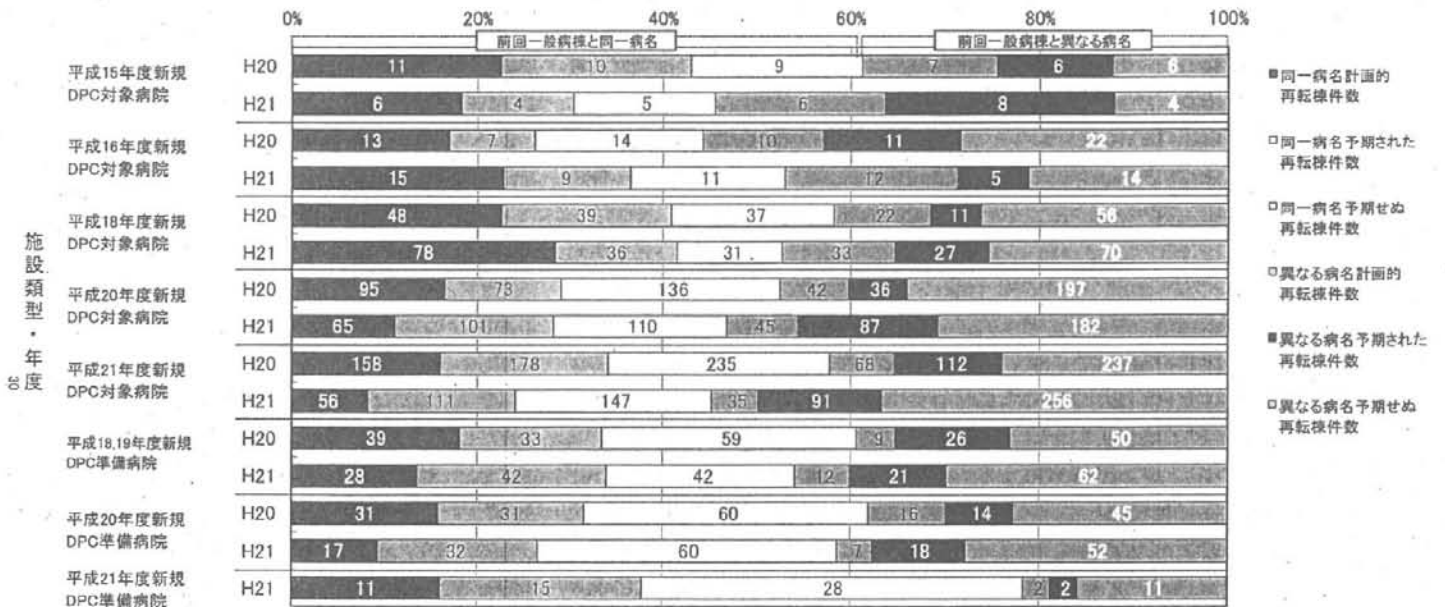 0% 20% 40% 60% 80% 100%
前回一般病棟と同一病名 前回一般病棟と異なる病名
平成15年度新規
DPC対象病院
H20 11 10 9 7 6 6
H21 6 4 5 6 8 4
平成16年度新規
DPC対象病院
H20 13 7 14 10 11 22
H21 15 9 11 12 5 14
平成18年度新規
DPC対象病院
H20 48 39 37 22 11 56
H21 78 36 31 33 27 70
平成20年度新規
DPC対象病院
H20 95 73 136 42 36 197
H21 65 101 110 45 87 182
平成21年度新規
DPC対象病院
H20 158 178 235 68 112 237
H21 56 111 147 35 91 256
平成18,19年度新規
DPC準備病院
H20 39 33 59 9 26 50
H21 28 42 42 12 21 62
平成20年度新規
DPC準備病院
H20 31 31 60 16 14 45
H21 17 32 60 7 18 52
平成21年度新規
DPC準備病院
H21 11 15 28 2 2 11
施設類型・年度
30
同一病名計画的
再転棟件数
同一病名予期された
再転棟件数
同一病名予期せぬ
再転棟件数
異なる病名計画的
再転棟件数
異なる病名予期された
再転棟件数
異なる病名予期せぬ
再転棟件数